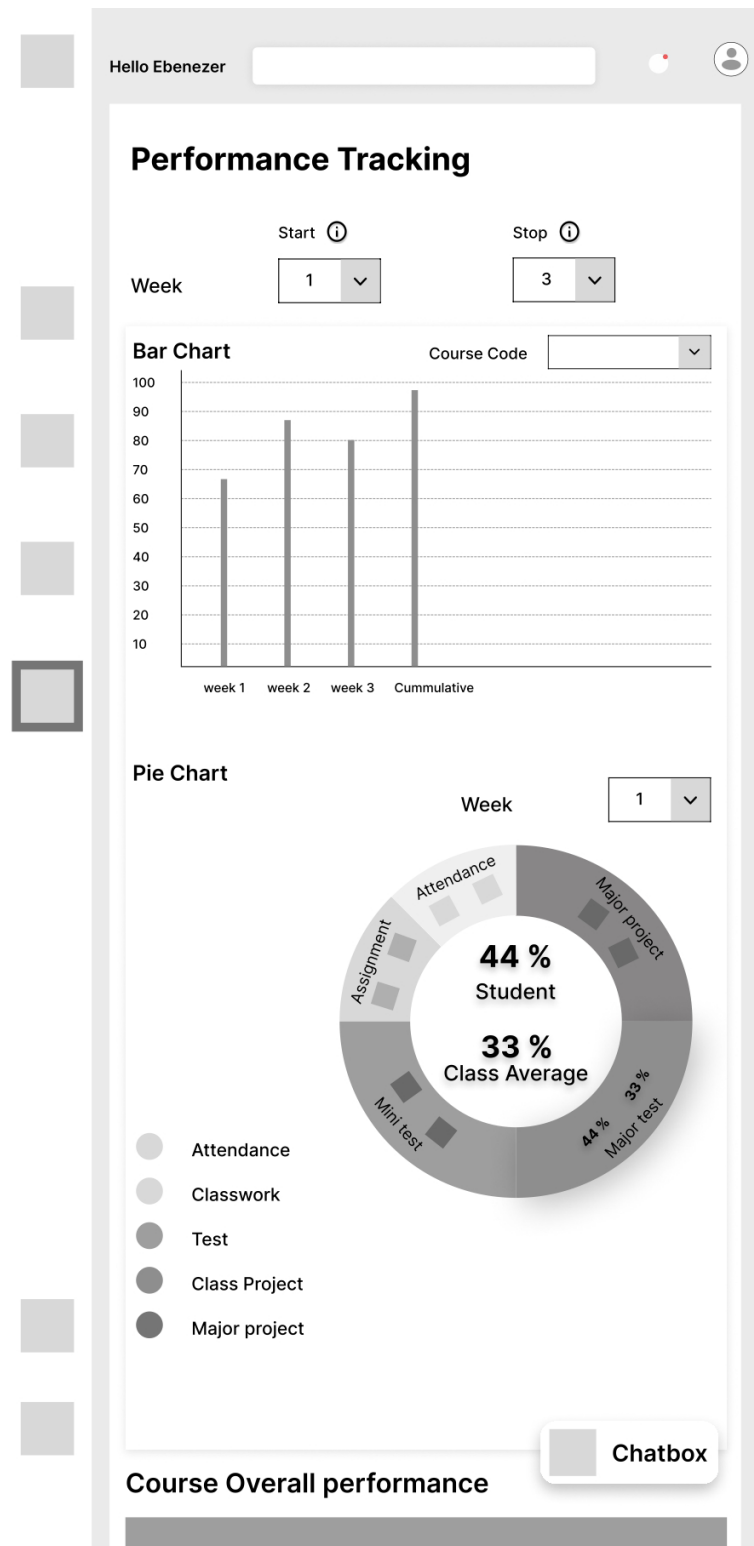 Hello Ebenezer
Performance Tracking
Start Stop
Week 1 3
Bar Chart Course Code
100
90
80
70
60
50
40
30
20
10
week 1 week 2 week 3 Cummulative
Pie Chart
Week 1
Attendance
Major project
Assignment
44 %
Student
33 %
Class Average
Mini test
44 % 33 %
Major test
Attendance
Classwork
Test
Class Project
Major project
Chatbox
Course Overall performance